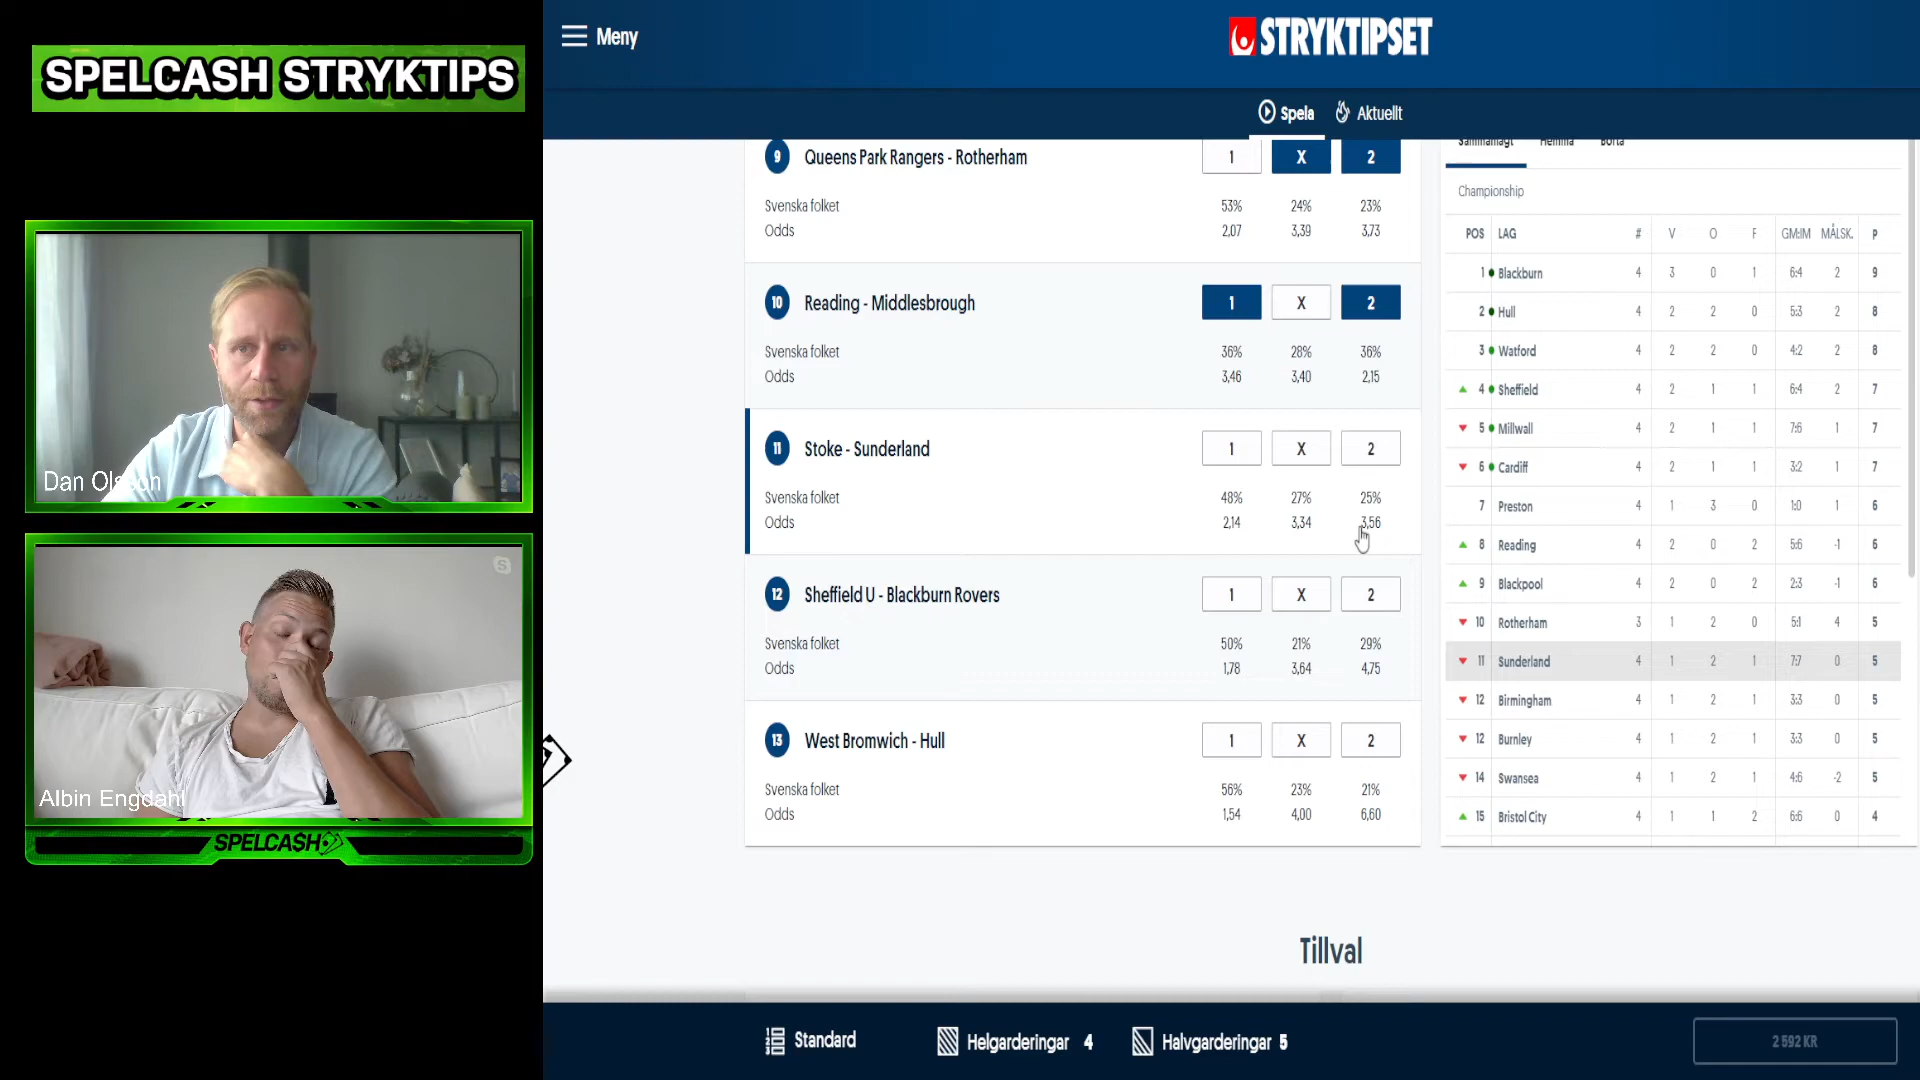 SPELCASH STRYKTIPS
Dan Olsson
Albin Engdahl
SPELCASH
Meny
STRYKTIPSET
Spela
Aktuellt
9 Queens Park Rangers - Rotherham 1 X 2
Svenska folket 53% 24% 23%
Odds 2,07 3,39 3,73
10 Reading - Middlesbrough 1 X 2
Svenska folket 36% 28% 36%
Odds 3,46 3,40 2,15
11 Stoke - Sunderland 1 X 2
Svenska folket 48% 27% 25%
Odds 2,14 3,34 3,56
12 Sheffield U - Blackburn Rovers 1 X 2
Svenska folket 50% 21% 29%
Odds 1,78 3,64 4,75
13 West Bromwich - Hull 1 X 2
Svenska folket 56% 23% 21%
Odds 1,54 4,00 6,60
Sammanlagt Hemma Borta
Championship
POS LAG # V O F GM:IM MÅLSK. P
1 Blackburn 4 3 0 1 6:4 2 9
2 Hull 4 2 2 0 5:3 2 8
3 Watford 4 2 2 0 4:2 2 8
4 Sheffield 4 2 1 1 6:4 2 7
5 Millwall 4 2 1 1 7:6 1 7
6 Cardiff 4 2 1 1 3:2 1 7
7 Preston 4 1 3 0 1:0 1 6
8 Reading 4 2 0 2 5:6 -1 6
9 Blackpool 4 2 0 2 2:3 -1 6
10 Rotherham 3 1 2 0 5:1 4 5
11 Sunderland 4 1 2 1 7:7 0 5
12 Birmingham 4 1 2 1 3:3 0 5
12 Burnley 4 1 2 1 3:3 0 5
14 Swansea 4 1 2 1 4:6 -2 5
15 Bristol City 4 1 1 2 6:6 0 4
Tillval
Standard
Helgarderingar 4
Halvgarderingar 5
2 592 KR